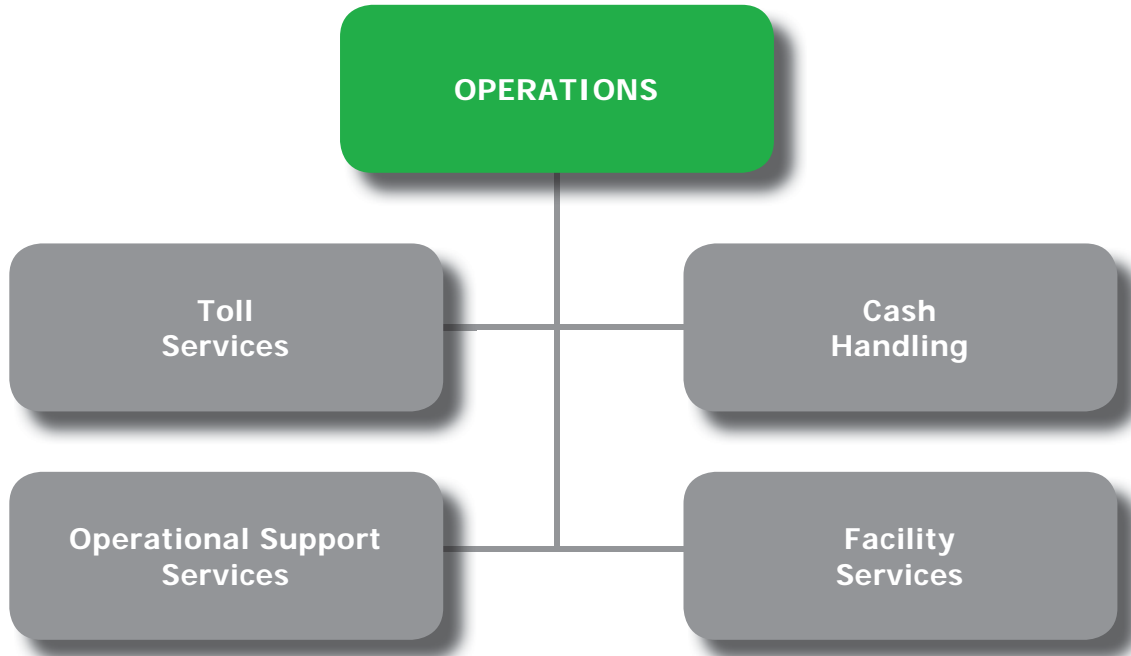 OPERATIONS
Toll
Services
Cash
Handling
Operational Support
Services
Facility
Services